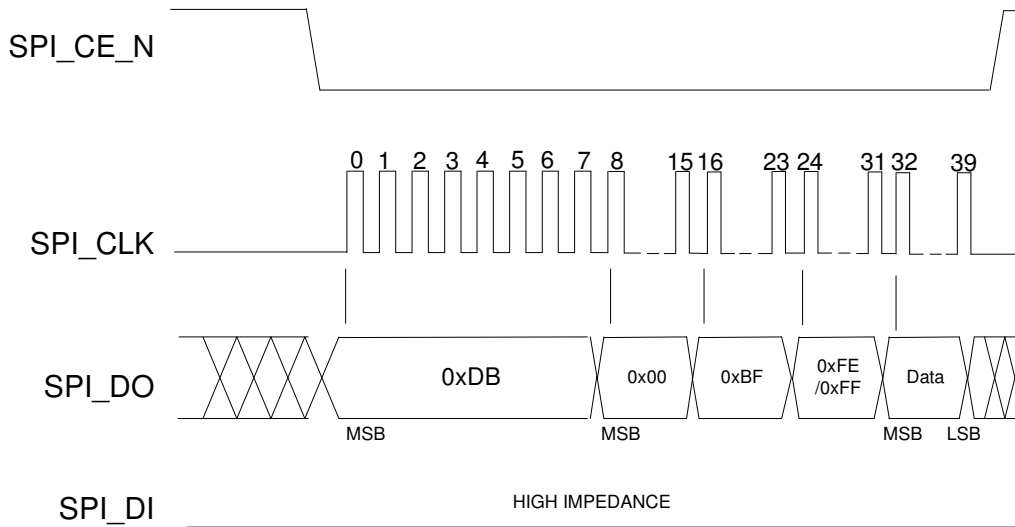 SPI_CE_N
0 1 2 3 4 5 6 7 8 15 16 23 24 31 32 39
SPI_CLK
SPI_DO
0xDB
0x00
0xBF
0xFE
/0xFF
Data
MSB
MSB
MSB
LSB
SPI_DI
HIGH IMPEDANCE